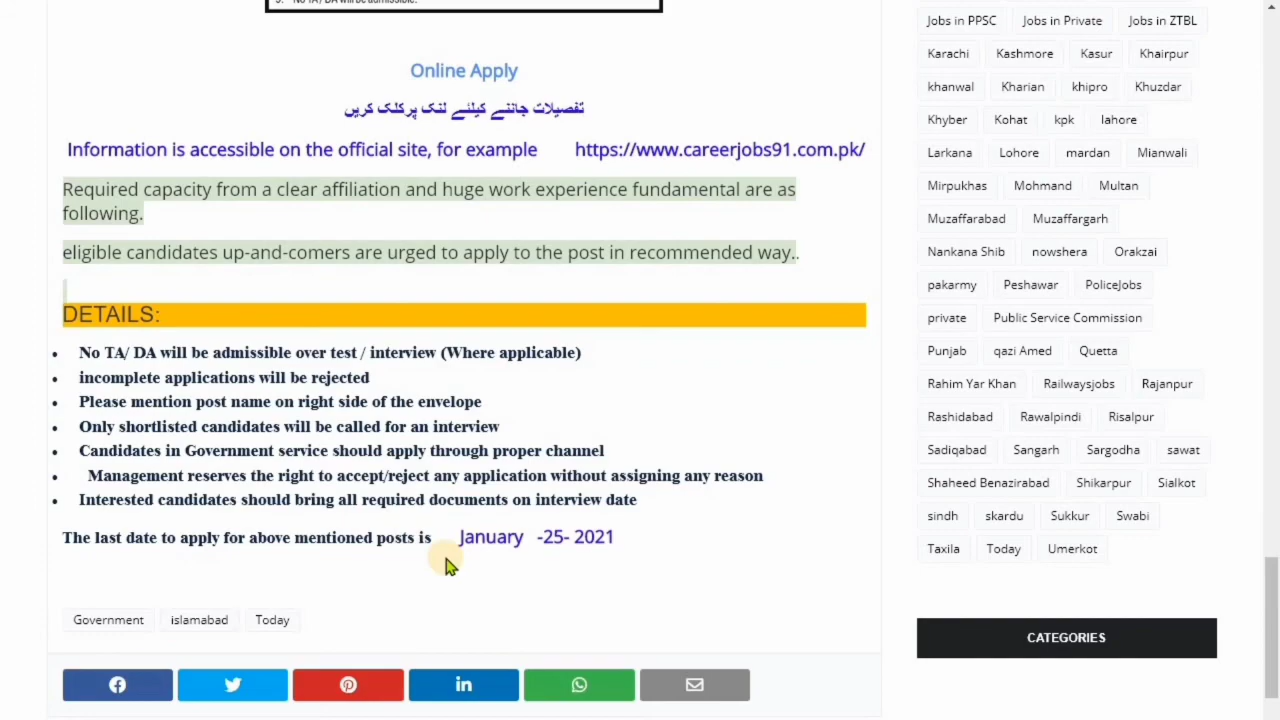 5. No TA / DA will be admissible.
Online Apply
تفصیلات جاننے کیلئے لنک پر کلک کریں
Information is accessible on the official site, for example https://www.careerjobs91.com.pk/
Required capacity from a clear affiliation and huge work experience fundamental are as
following.
eligible candidates up-and-comers are urged to apply to the post in recommended way..
DETAILS:
• No TA/ DA will be admissible over test / interview (Where applicable)
• incomplete applications will be rejected
• Please mention post name on right side of the envelope
• Only shortlisted candidates will be called for an interview
• Candidates in Government service should apply through proper channel
• Management reserves the right to accept/reject any application without assigning any reason
• Interested candidates should bring all required documents on interview date
The last date to apply for above mentioned posts is January -25- 2021
Government islamabad Today
Jobs in PPSC Jobs in Private Jobs in ZTBL
Karachi Kashmore Kasur Khairpur
khanwal Kharian khipro Khuzdar
Khyber Kohat kpk lahore
Larkana Lohore mardan Mianwali
Mirpukhas Mohmand Multan
Muzaffarabad Muzaffargarh
Nankana Shib nowshera Orakzai
pakarmy Peshawar PoliceJobs
private Public Service Commission
Punjab qazi Amed Quetta
Rahim Yar Khan Railwaysjobs Rajanpur
Rashidabad Rawalpindi Risalpur
Sadiqabad Sangarh Sargodha sawat
Shaheed Benazirabad Shikarpur Sialkot
sindh skardu Sukkur Swabi
Taxila Today Umerkot
CATEGORIES